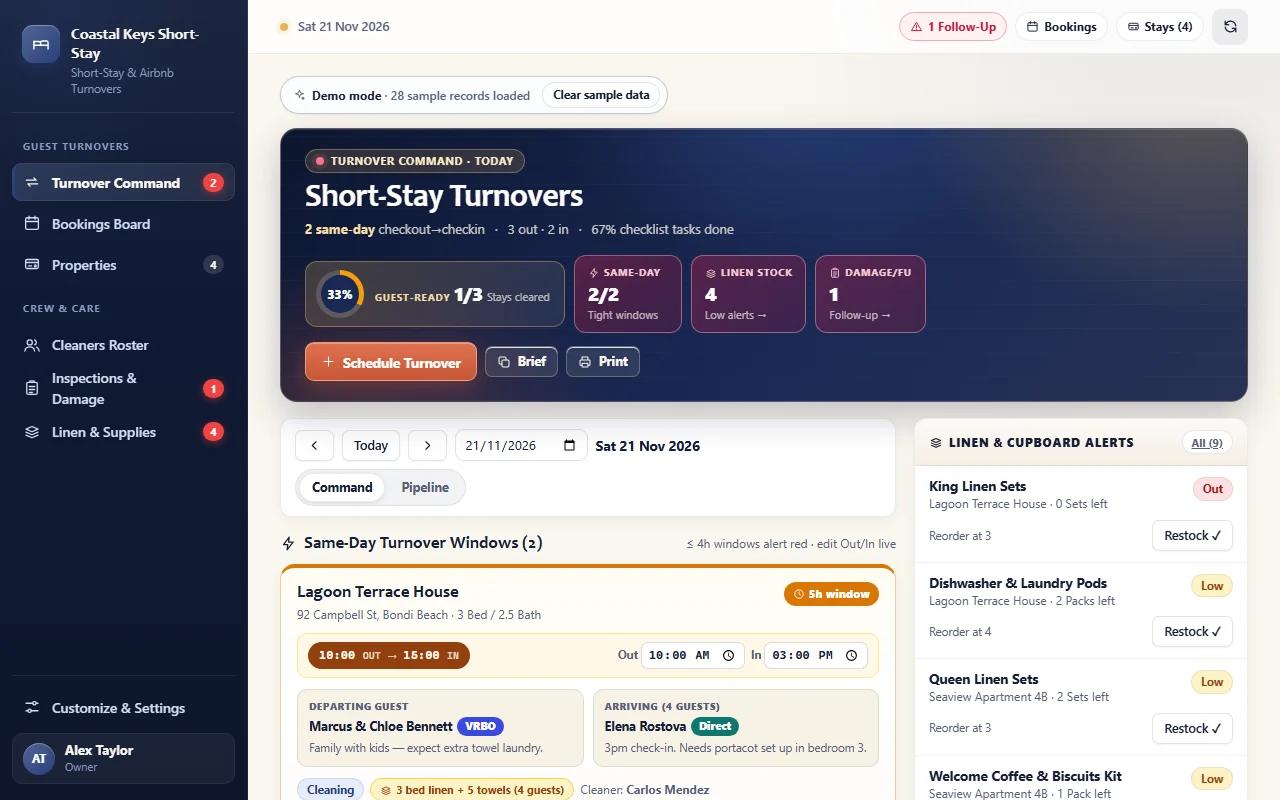 Coastal Keys Short-
Stay
Short-Stay & Airbnb
Turnovers
GUEST TURNOVERS
Turnover Command 2
Bookings Board
Properties 4
CREW & CARE
Cleaners Roster
Inspections &
Damage 1
Linen & Supplies 4
Customize & Settings
AT Alex Taylor
Owner
Sat 21 Nov 2026
1 Follow-Up Bookings Stays (4)
Demo mode · 28 sample records loaded Clear sample data
TURNOVER COMMAND · TODAY
Short-Stay Turnovers
2 same-day checkout→checkin · 3 out · 2 in · 67% checklist tasks done
33% GUEST-READY 1/3 Stays cleared
SAME-DAY
2/2
Tight windows
LINEN STOCK
4
Low alerts →
DAMAGE/FU
1
Follow-up →
+ Schedule Turnover Brief Print
Today 21/11/2026 Sat 21 Nov 2026
Command Pipeline
Same-Day Turnover Windows (2) ≤ 4h windows alert red · edit Out/In live
Lagoon Terrace House 5h window
92 Campbell St, Bondi Beach · 3 Bed / 2.5 Bath
10:00 OUT → 15:00 IN Out 10:00 AM In 03:00 PM
DEPARTING GUEST
Marcus & Chloe Bennett VRBO
Family with kids — expect extra towel laundry.
ARRIVING (4 GUESTS)
Elena Rostova Direct
3pm check-in. Needs portacot set up in bedroom 3.
Cleaning 3 bed linen + 5 towels (4 guests) Cleaner: Carlos Mendez
LINEN & CUPBOARD ALERTS All (9)
King Linen Sets Out
Lagoon Terrace House · 0 Sets left
Reorder at 3 Restock ✓
Dishwasher & Laundry Pods Low
Lagoon Terrace House · 2 Packs left
Reorder at 4 Restock ✓
Queen Linen Sets Low
Seaview Apartment 4B · 2 Sets left
Reorder at 3 Restock ✓
Welcome Coffee & Biscuits Kit Low
Seaview Apartment 4B · 1 Pack left